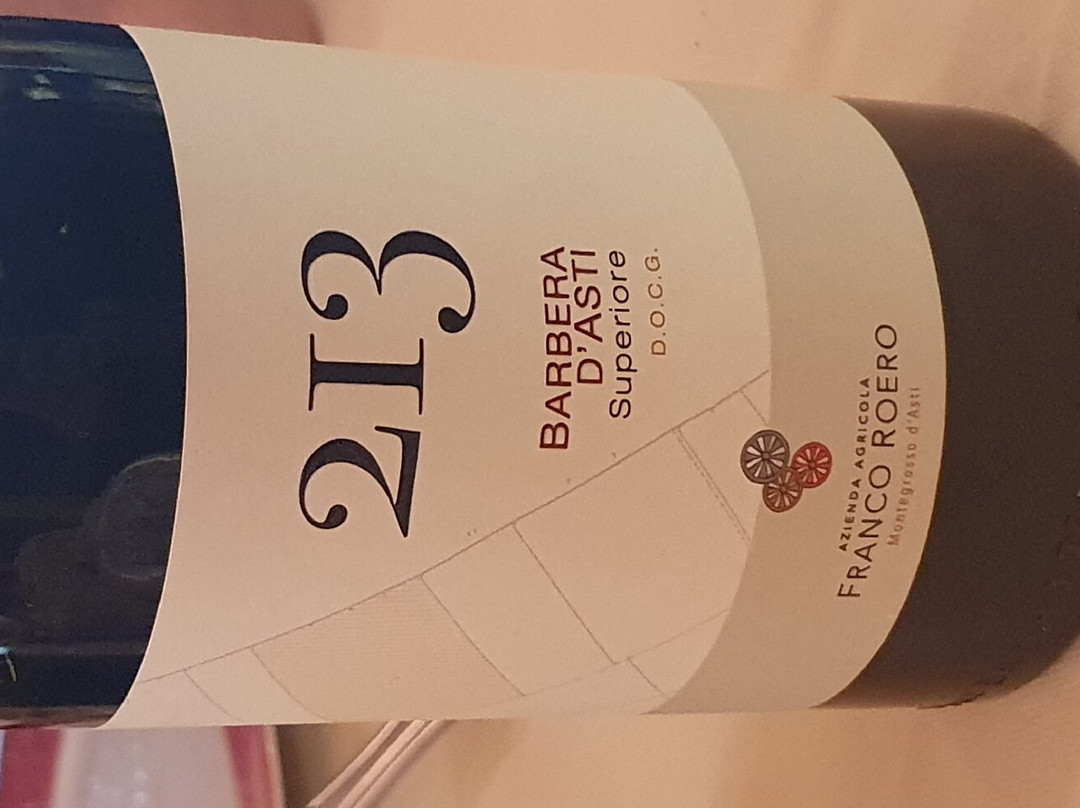 213
BARBERA
D'ASTI
Superiore
D.O.C.G.
AZIENDA AGRICOLA
FRANCO ROERO
Montegrosso d'Asti